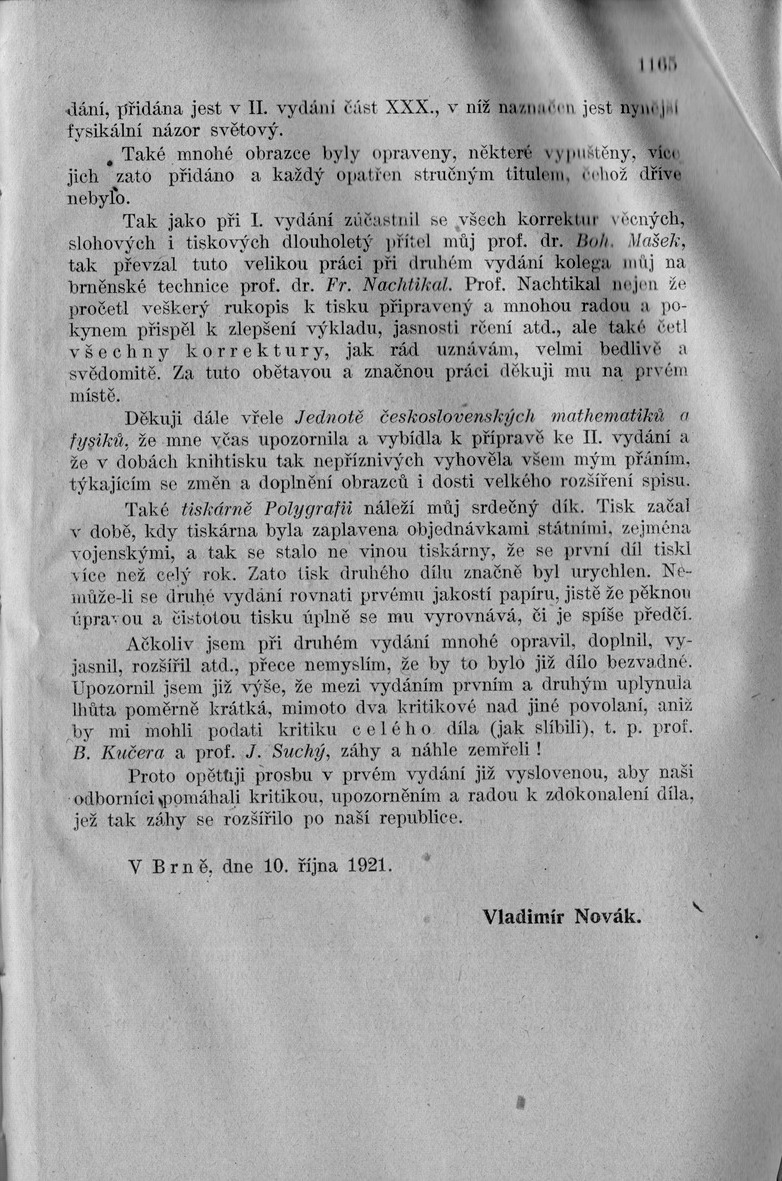 1165
dání, přidána jest v II. vydání část XXX., v níž naznačen jest nynější
fysikální názor světový.
Také mnohé obrazce byly opraveny, některé vypuštěny, více
jich zato přidáno a každý opatřen stručným titulem, čehož dříve
nebylo.
Tak jako při I. vydání zúčastnil se všech korrektur věcných,
slohových i tiskových dlouholetý přítel můj prof. dr. Boh. Mašek,
tak převzal tuto velikou práci při druhém vydání kolega můj na
brněnské technice prof. dr. Fr. Nachtikal. Prof. Nachtikal nejen že
pročetl veškerý rukopis k tisku připravený a mnohou radou a po-
kynem přispěl k zlepšení výkladu, jasnosti rčení atd., ale také četl
všechny korrektury, jak rád uznávám, velmi bedlivě a
svědomitě. Za tuto obětavou a značnou práci děkuji mu na prvém
místě.
Děkuji dále vřele Jednotě československých mathematiků a
fysiků, že mne včas upozornila a vybídla k přípravě ke II. vydání a
že v dobách knihtisku tak nepříznivých vyhověla všem mým přáním,
týkajícím se změn a doplnění obrazců i dosti velkého rozšíření spisu.
Také tiskárně Polygrafii náleží můj srdečný dík. Tisk začal
v době, kdy tiskárna byla zaplavena objednávkami státními, zejména
vojenskými, a tak se stalo ne vinou tiskárny, že se první díl tiskl
více než celý rok. Zato tisk druhého dílu značně byl urychlen. Ne-
může-li se druhé vydání rovnati prvému jakostí papíru, jistě že pěknou
úpravou a čistotou tisku úplně se mu vyrovnává, či je spíše předčí.
Ačkoliv jsem při druhém vydání mnohé opravil, doplnil, vy-
jasnil, rozšířil atd., přece nemyslím, že by to bylo již dílo bezvadné.
Upozornil jsem již výše, že mezi vydáním prvním a druhým uplynula
lhůta poměrně krátká, mimoto dva kritikové nad jiné povolaní, aniž
by mi mohli podati kritiku celého díla (jak slíbili), t. p. prof.
B. Kučera a prof. J. Suchý, záhy a náhle zemřeli !
Proto opětuji prosbu v prvém vydání již vyslovenou, aby naši
odborníci pomáhali kritikou, upozorněním a radou k zdokonalení díla,
jež tak záhy se rozšířilo po naší republice.
V Brně, dne 10. října 1921.
Vladimír Novák.